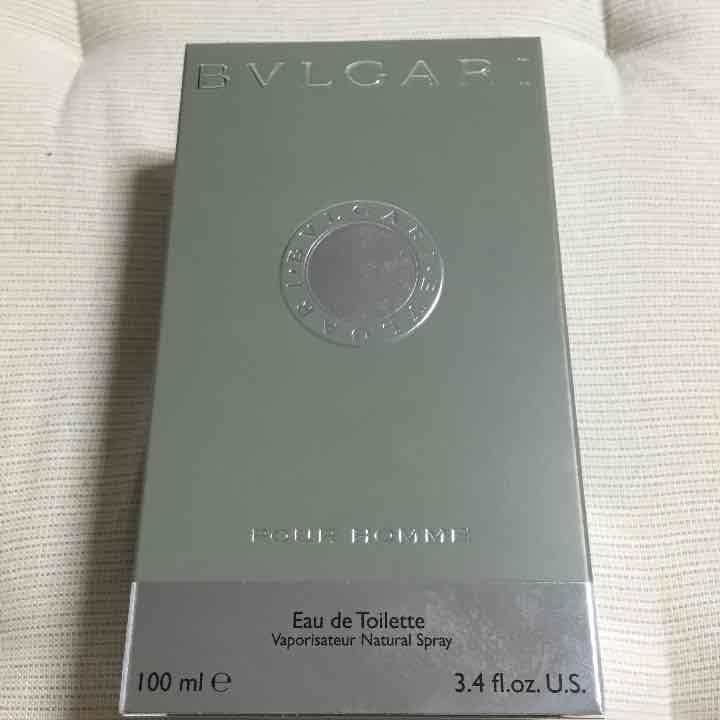 BVLGARI
BVLGARI · BVLGARI ·
POUR HOMME
Eau de Toilette
Vaporisateur Natural Spray
100 ml ℮ 3.4 fl.oz. U.S.